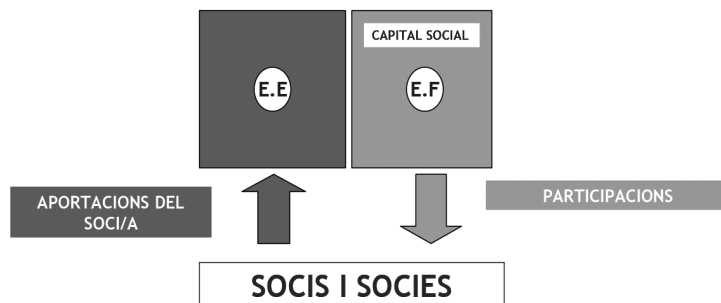 CAPITAL SOCIAL
E.E
E.F
APORTACIONS DEL
SOCI/A
PARTICIPACIONS
SOCIS I SOCIES